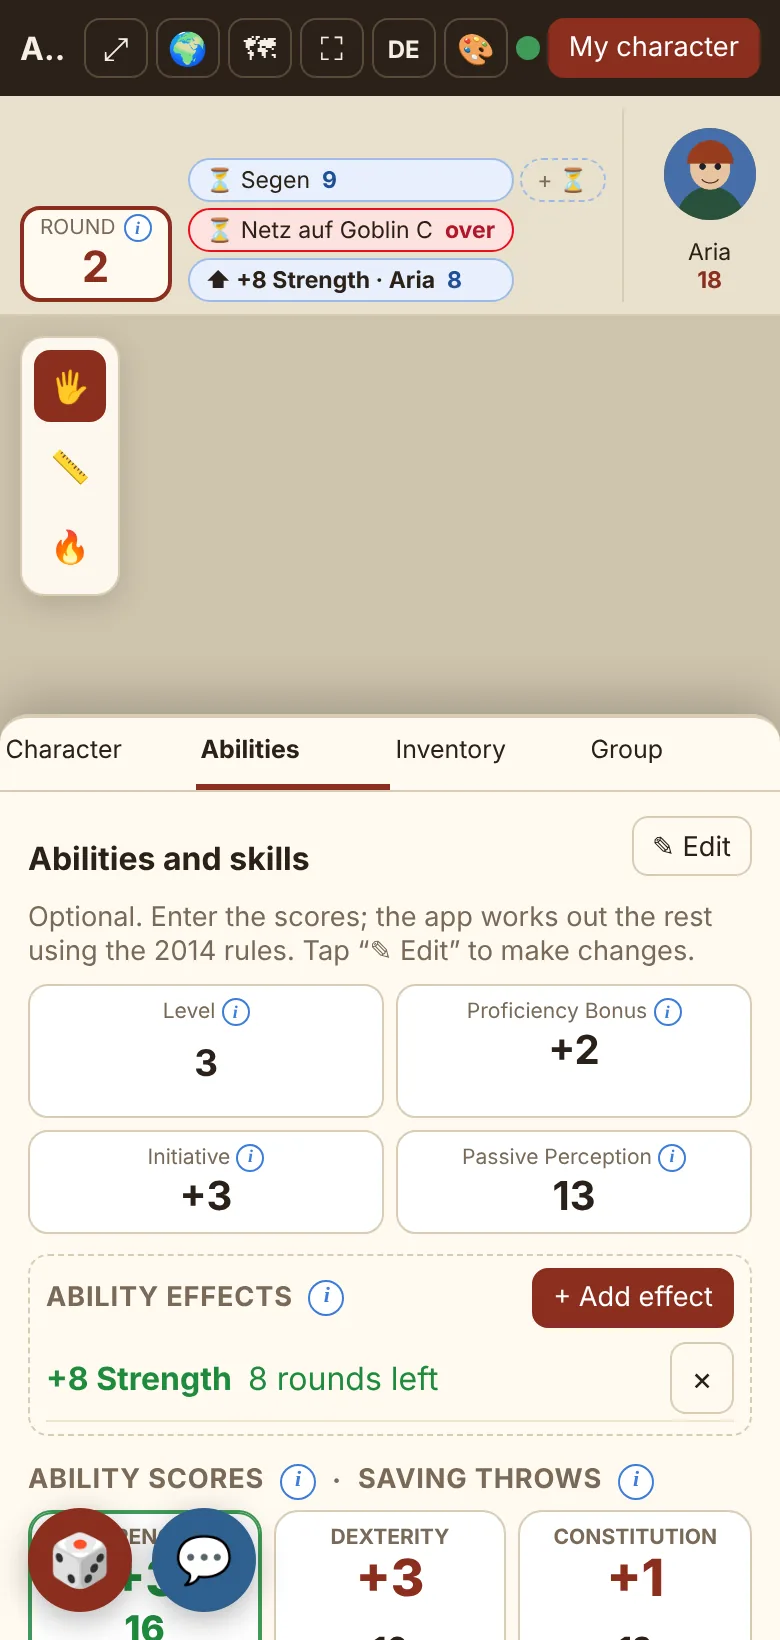 A..
DE
My character
ROUND i
2
Segen 9
+
Netz auf Goblin C over
+8 Strength · Aria 8
Aria
18
Character
Abilities
Inventory
Group
Abilities and skills
✎ Edit
Optional. Enter the scores; the app works out the rest
using the 2014 rules. Tap “✎ Edit” to make changes.
Level i
3
Proficiency Bonus i
+2
Initiative i
+3
Passive Perception i
13
ABILITY EFFECTS i
+ Add effect
+8 Strength 8 rounds left
×
ABILITY SCORES i · SAVING THROWS i
16
DEXTERITY
+3
CONSTITUTION
+1